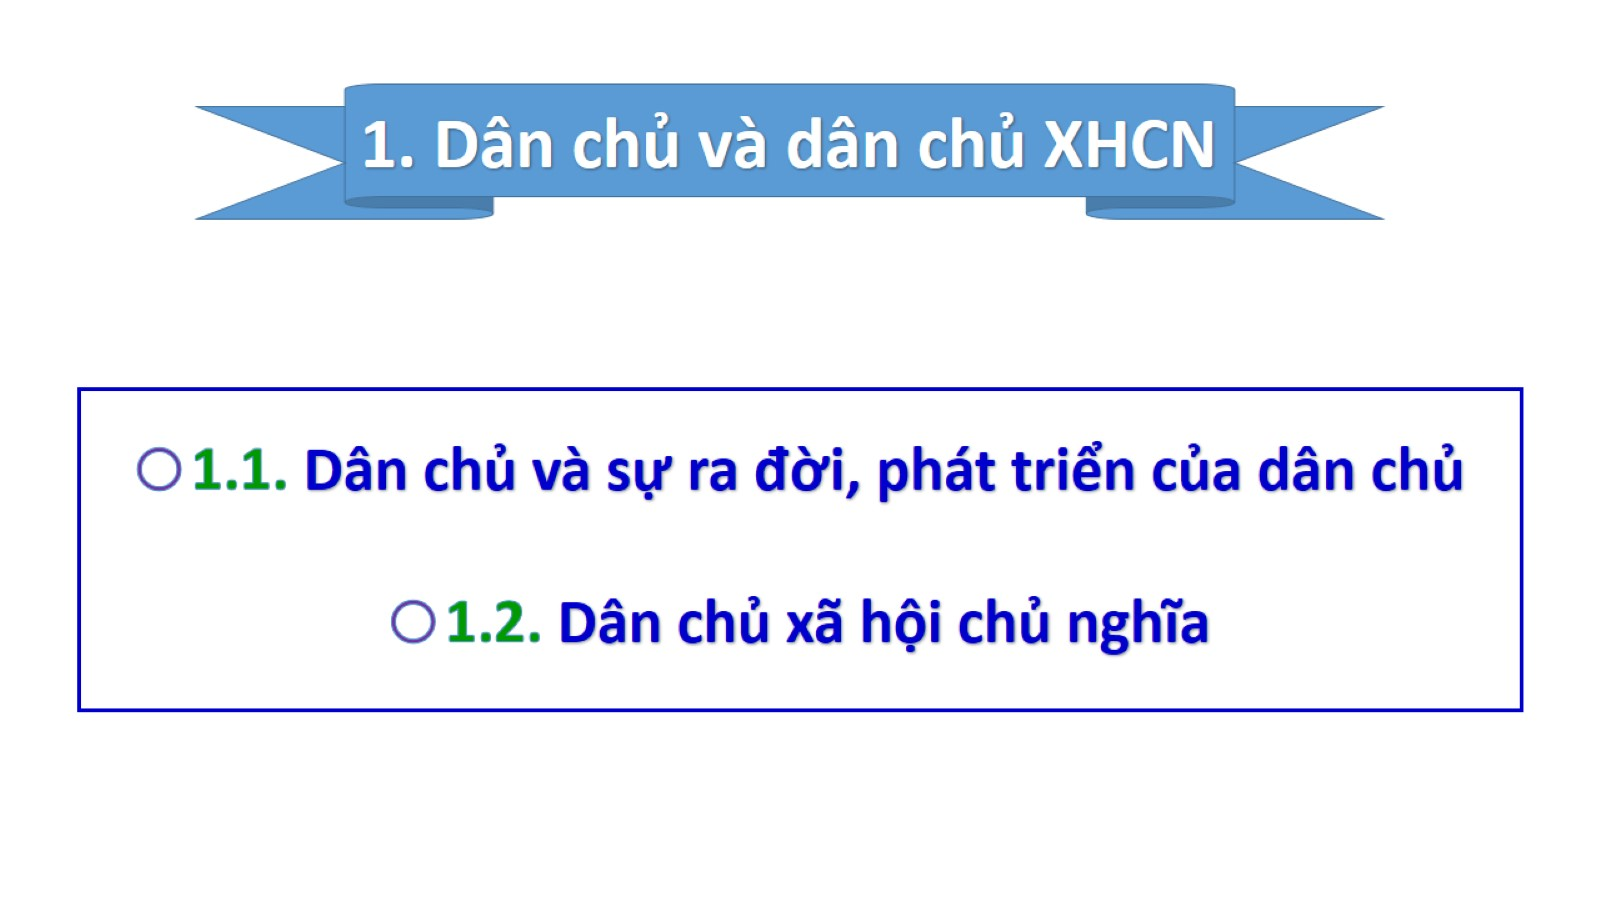 1. Dân chủ và dân chủ XHCN
1.1. Dân chủ và sự ra đời, phát triển của dân chủ
1.2. Dân chủ xã hội chủ nghĩa